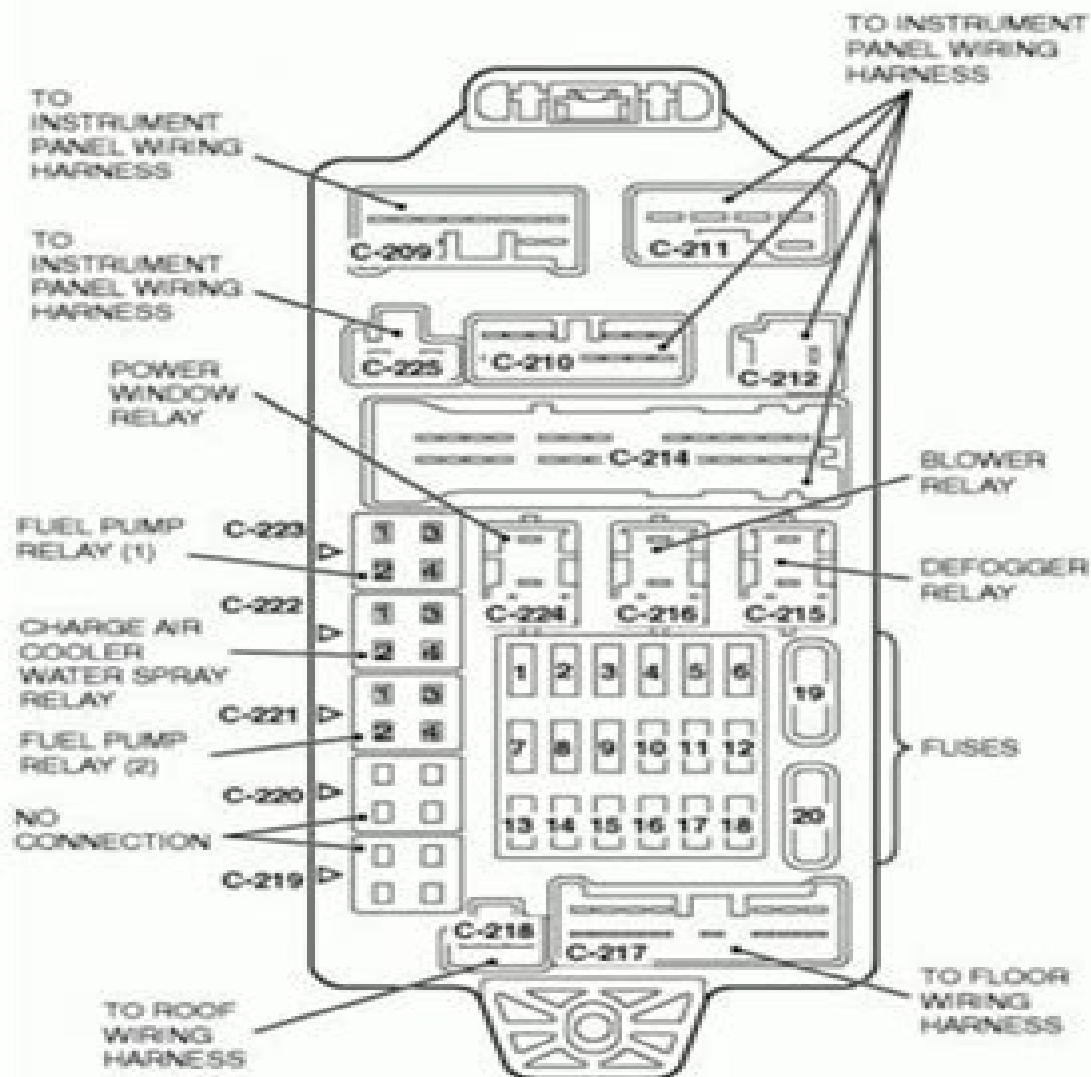 TO INSTRUMENT
PANEL WIRING
HARNESS
TO
INSTRUMENT
PANEL WIRING
HARNESS
C-209
C-211
TO
INSTRUMENT
PANEL WIRING
HARNESS
C-225
C-210
C-212
POWER
WINDOW
RELAY
C-214
BLOWER
RELAY
FUEL PUMP
RELAY (1)
C-223
1 3
2 4
DEFOGGER
RELAY
C-224
C-216
C-215
C-222
1 3
2 4
CHARGE AIR
COOLER
WATER SPRAY
RELAY
C-221
1 3
2 4
FUEL PUMP
RELAY (2)
1 2 3 4 5 6
19
7 8 9 10 11 12
FUSES
13 14 15 16 17 18
20
C-220
NO
CONNECTION
C-219
C-218
C-217
TO ROOF
WIRING
HARNESS
TO FLOOR
WIRING
HARNESS